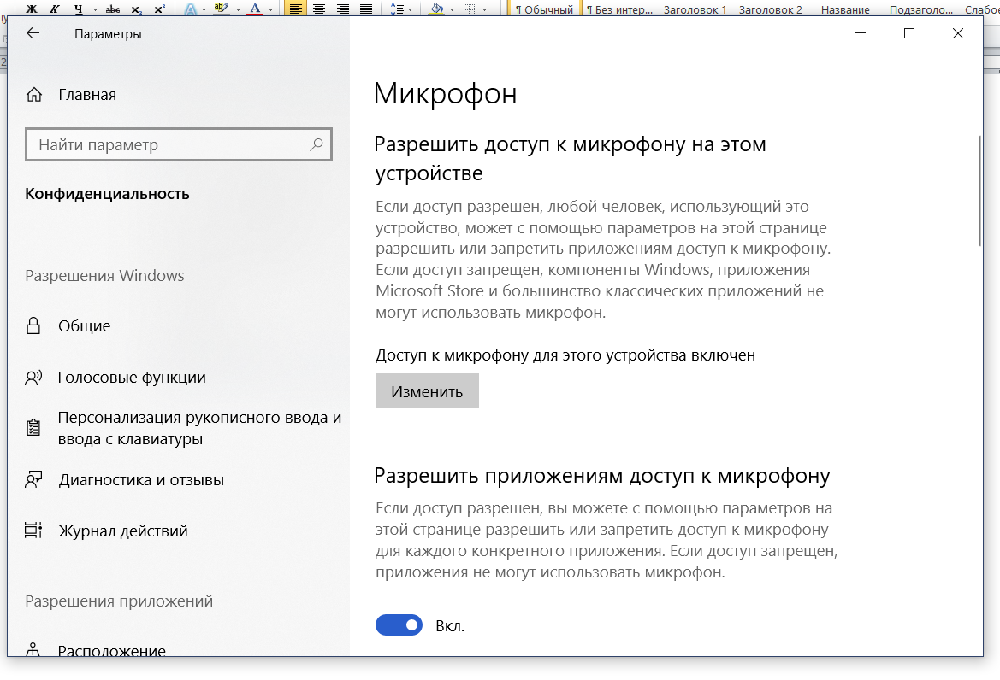 Ж К Ч abc x₂ x²
¶ Обычный ¶ Без интер... Заголовок 1 Заголовок 2 Название Подзаголо...
Параметры
Главная
Найти параметр
Конфиденциальность
Разрешения Windows
Общие
Голосовые функции
Персонализация рукописного ввода и
ввода с клавиатуры
Диагностика и отзывы
Журнал действий
Разрешения приложений
Расположение
Микрофон
Разрешить доступ к микрофону на этом
устройстве
Если доступ разрешен, любой человек, использующий это
устройство, может с помощью параметров на этой странице
разрешить или запретить приложениям доступ к микрофону.
Если доступ запрещен, компоненты Windows, приложения
Microsoft Store и большинство классических приложений не
могут использовать микрофон.
Доступ к микрофону для этого устройства включен
Изменить
Разрешить приложениям доступ к микрофону
Если доступ разрешен, вы можете с помощью параметров на
этой странице разрешить или запретить доступ к микрофону
для каждого конкретного приложения. Если доступ запрещен,
приложения не могут использовать микрофон.
Вкл.